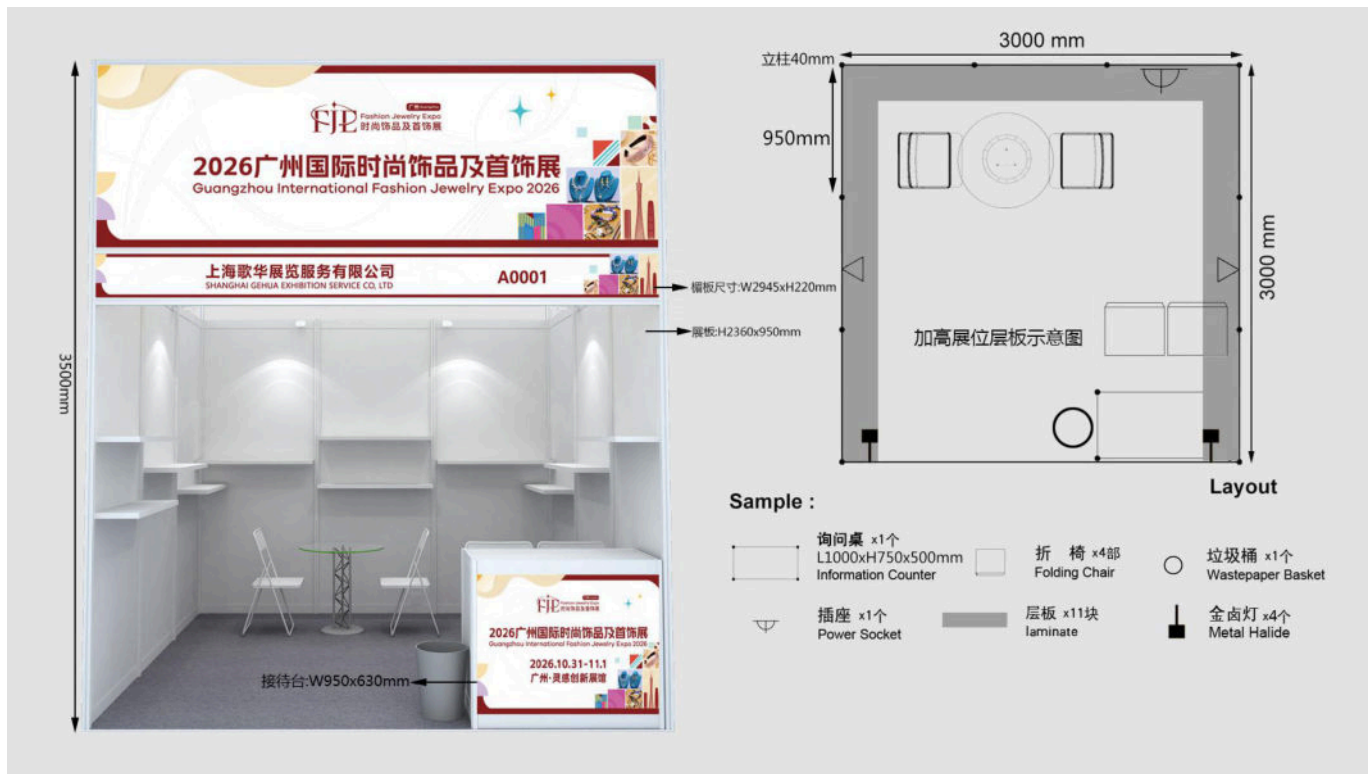 广州 Guangzhou
FJE Fashion Jewelry Expo
时尚饰品及首饰展
2026广州国际时尚饰品及首饰展
Guangzhou International Fashion Jewelry Expo 2026
上海歌华展览服务有限公司
SHANGHAI GEHUA EXHIBITION SERVICE CO, LTD
A0001
楣板尺寸:W2945xH220mm
展板:H2360x950mm
3500mm
FJE Fashion Jewelry Expo
时尚饰品及首饰展
2026广州国际时尚饰品及首饰展
Guangzhou International Fashion Jewelry Expo 2026
2026.10.31-11.1
广州·灵感创新展馆
接待台:W950x630mm
3000 mm
立柱40mm
950mm
3000 mm
加高展位层板示意图
Layout
Sample :
询问桌 x1个
L1000xH750x500mm
Information Counter
折 椅 x4部
Folding Chair
垃圾桶 x1个
Wastepaper Basket
插座 x1个
Power Socket
层板 x11块
laminate
金卤灯 x4个
Metal Halide